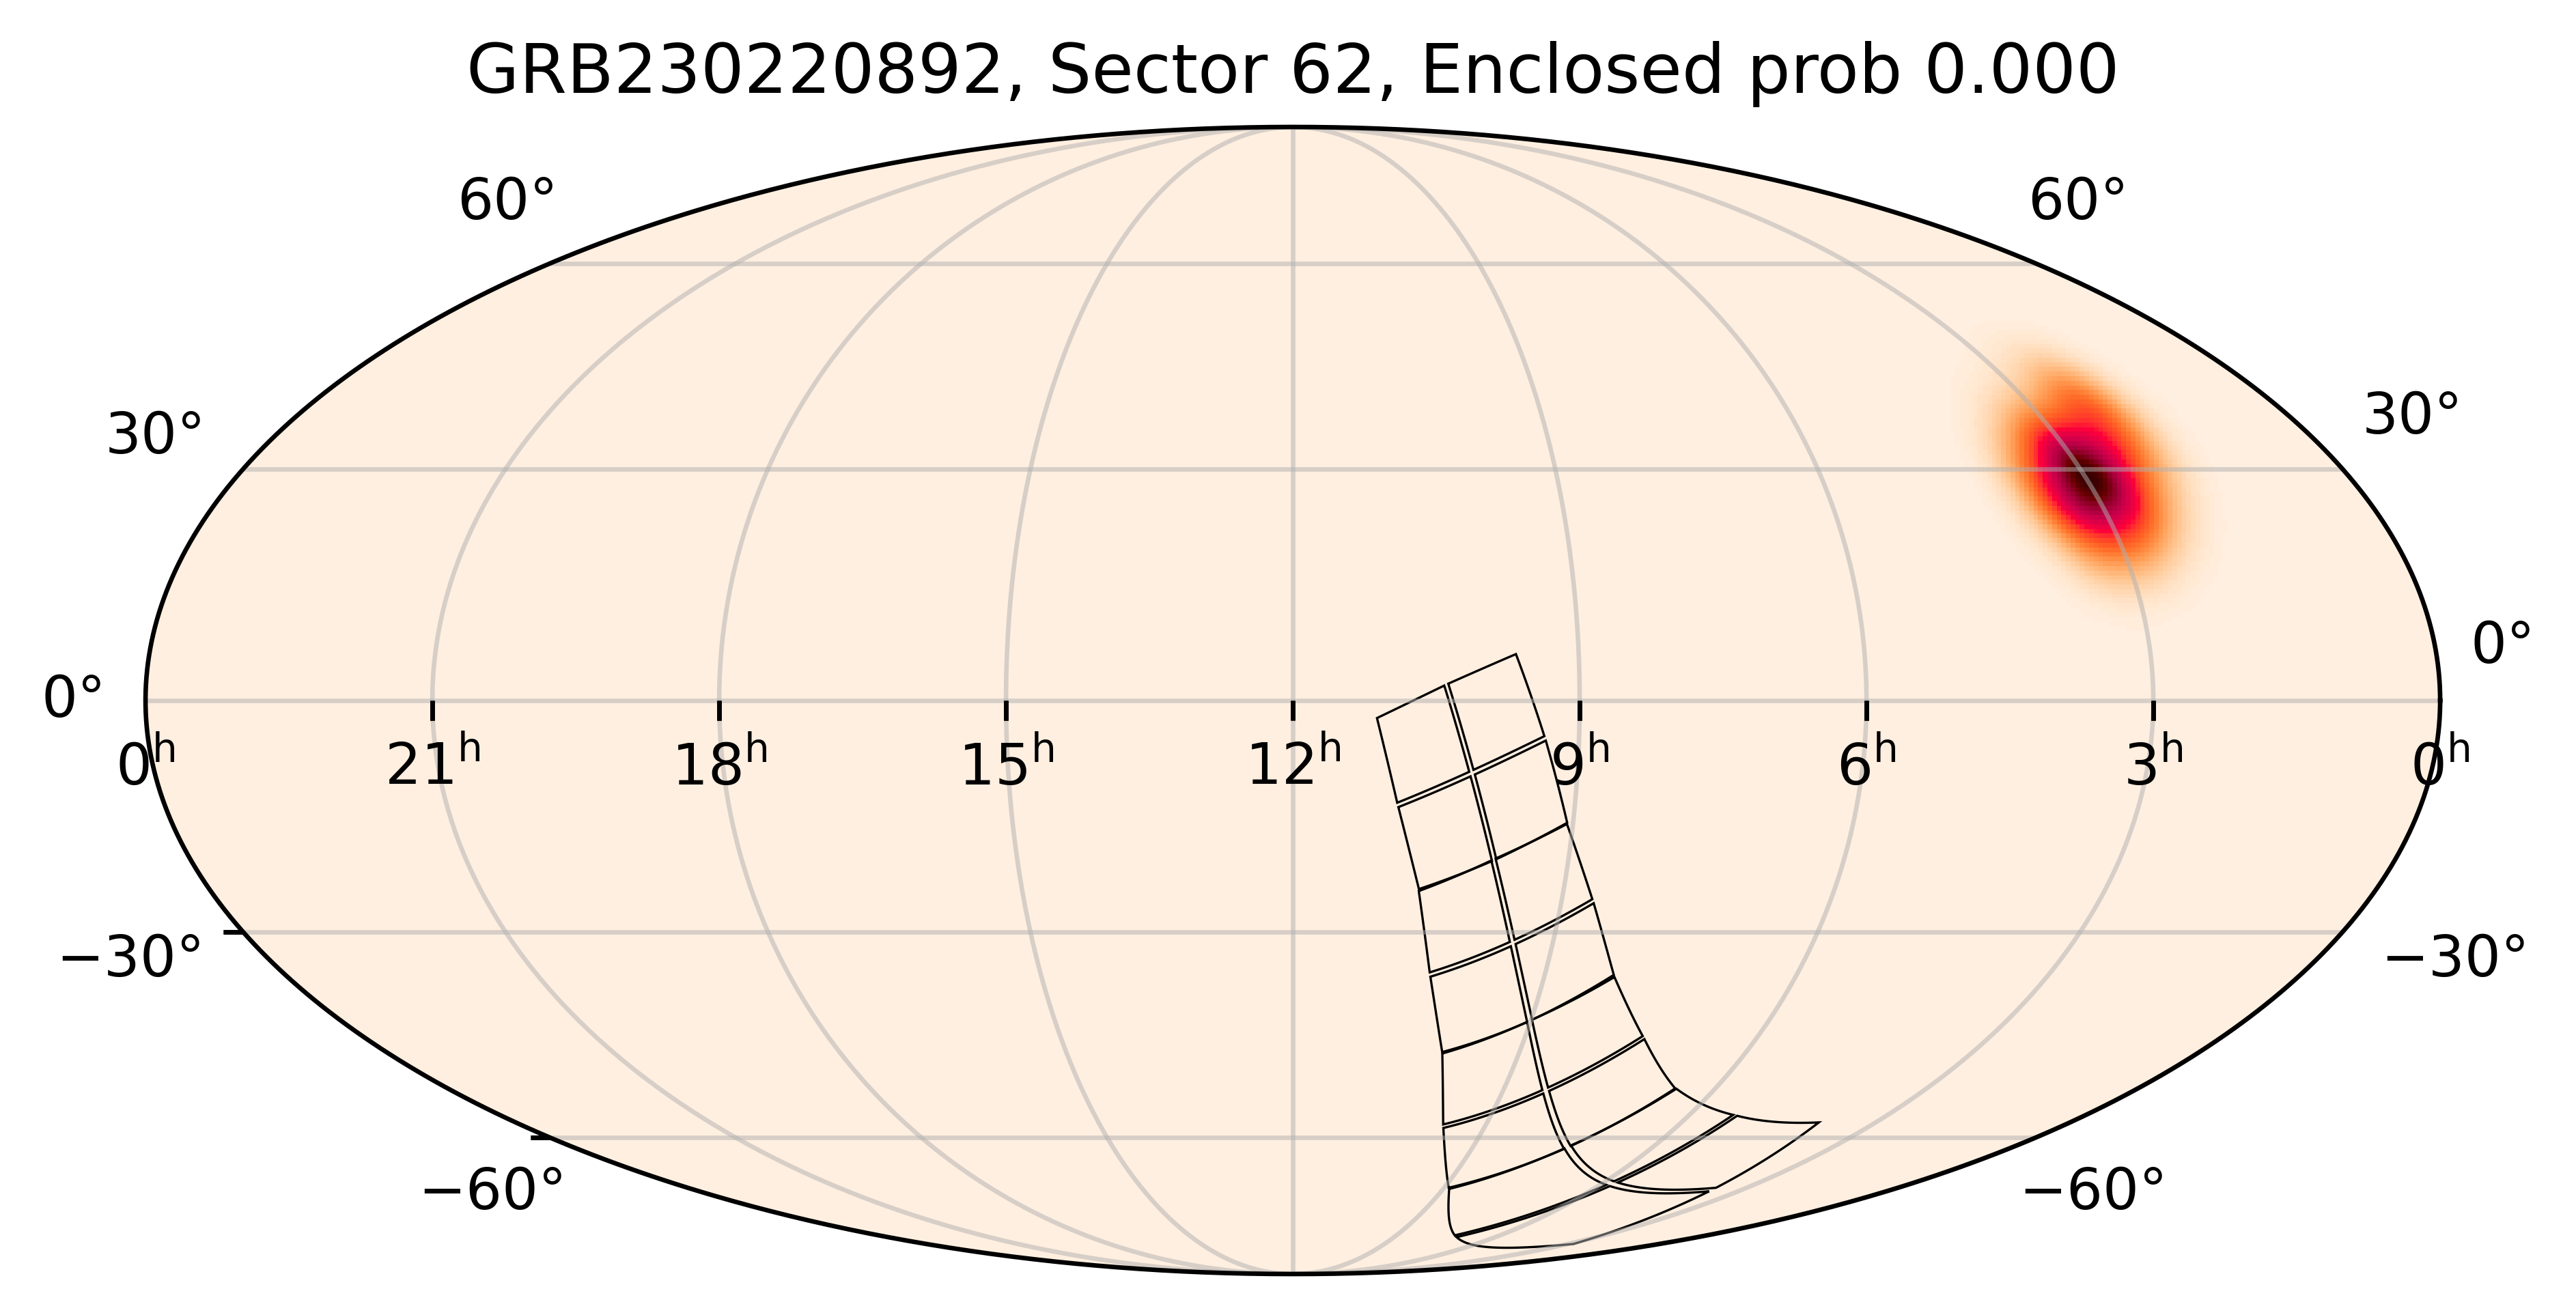 GRB230220892, Sector 62, Enclosed prob 0.000
60° 60°
30° 30°
0° 0°
0ʰ 21ʰ 18ʰ 15ʰ 12ʰ 9ʰ 6ʰ 3ʰ 0ʰ
−30° −30°
−60° −60°